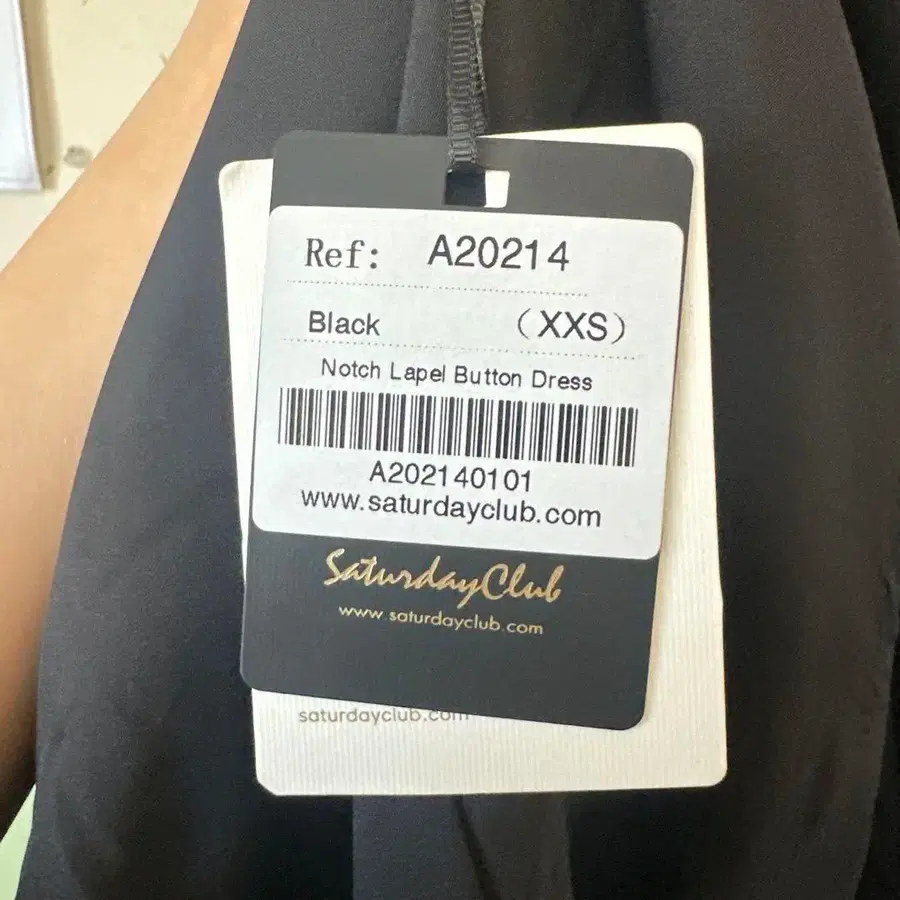 Ref: A20214
Black （XXS）
Notch Lapel Button Dress
A202140101
www.saturdayclub.com
SaturdayClub
www.saturdayclub.com
saturdayclub.com